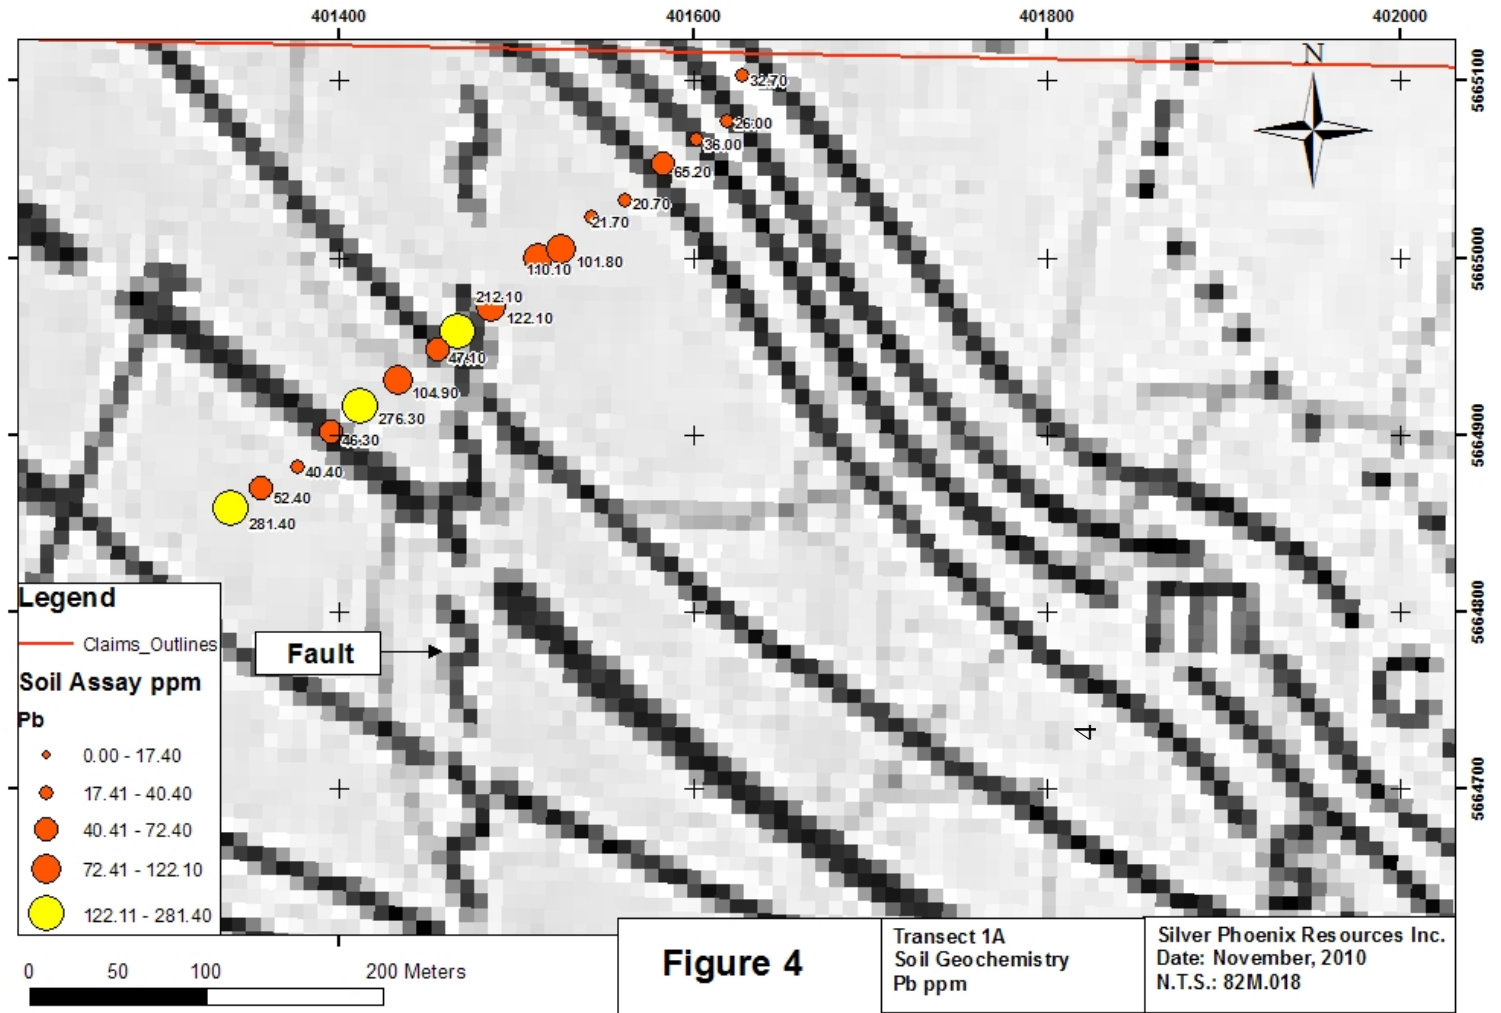 401400 401600 401800 402000
N
5665100
32.70
26.00
36.00
65.20
20.70
21.70
5665000
101.80
110.10
212.10
122.10
47.10
104.90
276.30
5664900
46.30
40.40
52.40
281.40
Legend
Claims_Outlines
Soil Assay ppm
Pb
0.00 - 17.40
17.41 - 40.40
40.41 - 72.40
72.41 - 122.10
122.11 - 281.40
Fault
5664800
E
C
4
5664700
S
0 50 100 200 Meters
Figure 4
Transect 1A
Soil Geochemistry
Pb ppm
Silver Phoenix Resources Inc.
Date: November, 2010
N.T.S.: 82M.018